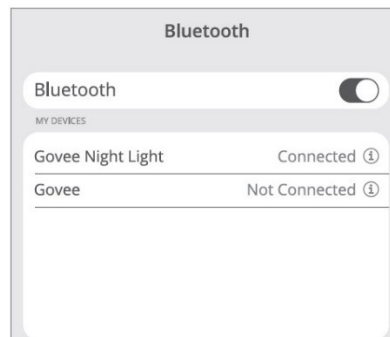 Bluetooth
Bluetooth
MY DEVICES
Govee Night Light Connected ⓘ
Govee Not Connected ⓘ